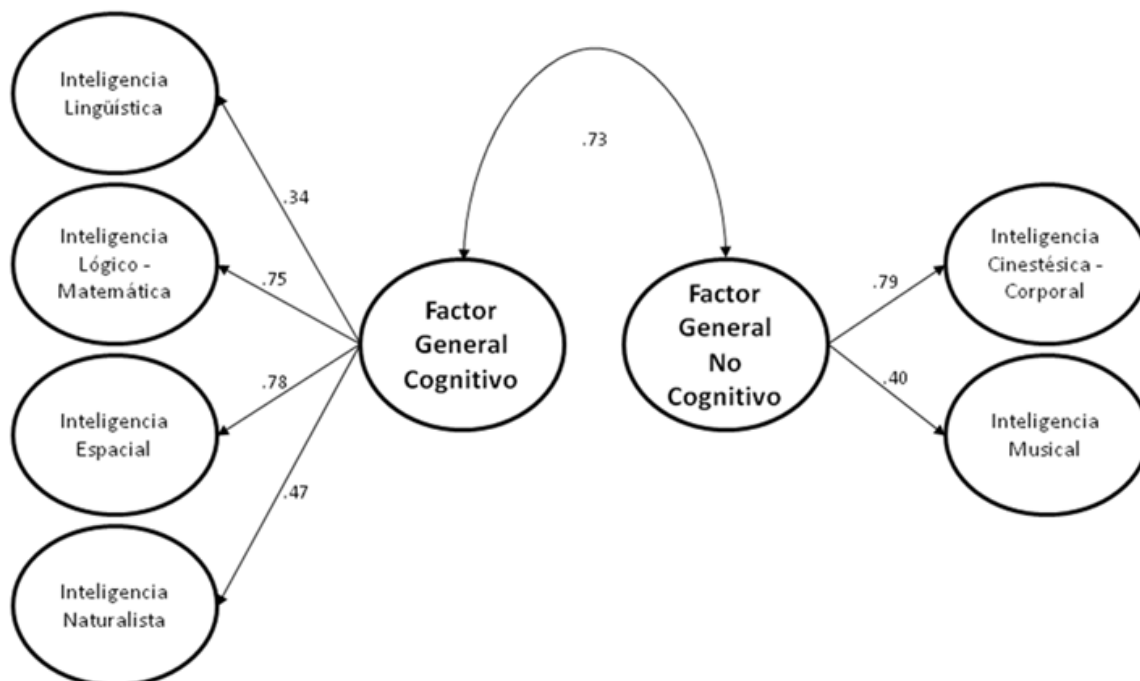 Inteligencia
Lingüística
.34
Inteligencia
Lógico -
Matemática
.75
Inteligencia
Espacial
.78
Inteligencia
Naturalista
.47
Factor
General
Cognitivo
.73
Factor
General
No
Cognitivo
.79
Inteligencia
Cinestésica -
Corporal
.40
Inteligencia
Musical